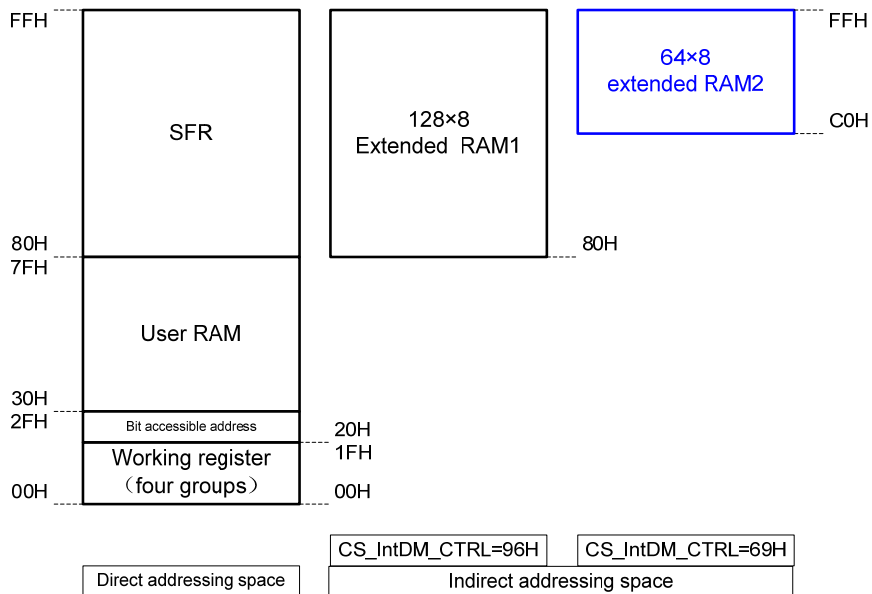 FFH
FFH
64×8
extended RAM2
128×8
Extended RAM1
SFR
C0H
80H
80H
7FH
User RAM
30H
2FH
Bit accessible address
20H
1FH
Working register
（four groups）
00H
00H
CS_IntDM_CTRL=96H
CS_IntDM_CTRL=69H
Direct addressing space
Indirect addressing space